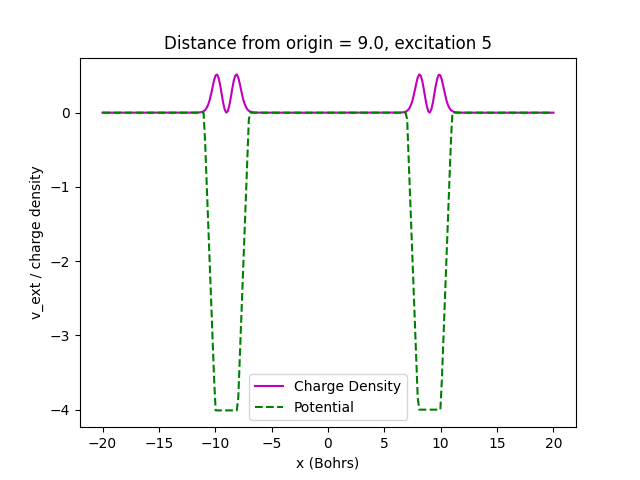 Distance from origin = 9.0, excitation 5
v_ext / charge density
0
−1
−2
−3
−4
Charge Density
Potential
−20 −15 −10 −5 0 5 10 15 20
x (Bohrs)